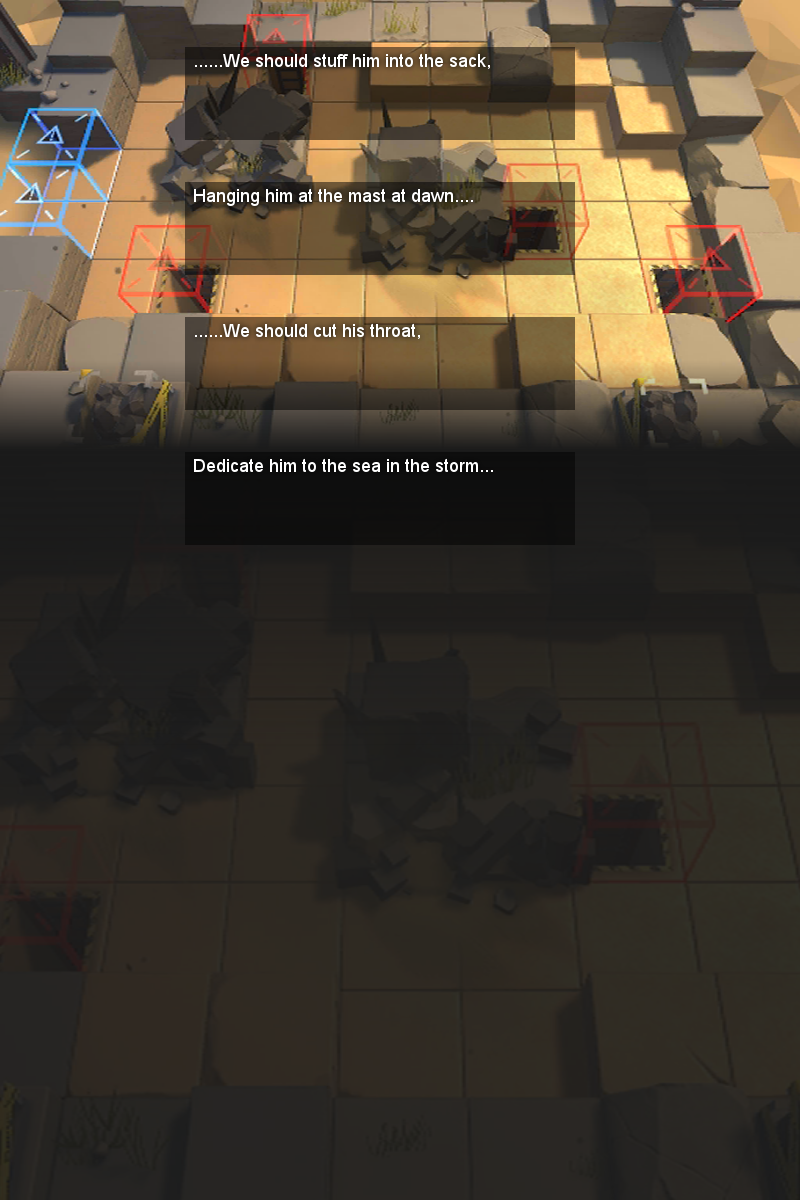 ......We should stuff him into the sack,
Hanging him at the mast at dawn....
......We should cut his throat,
Dedicate him to the sea in the storm...